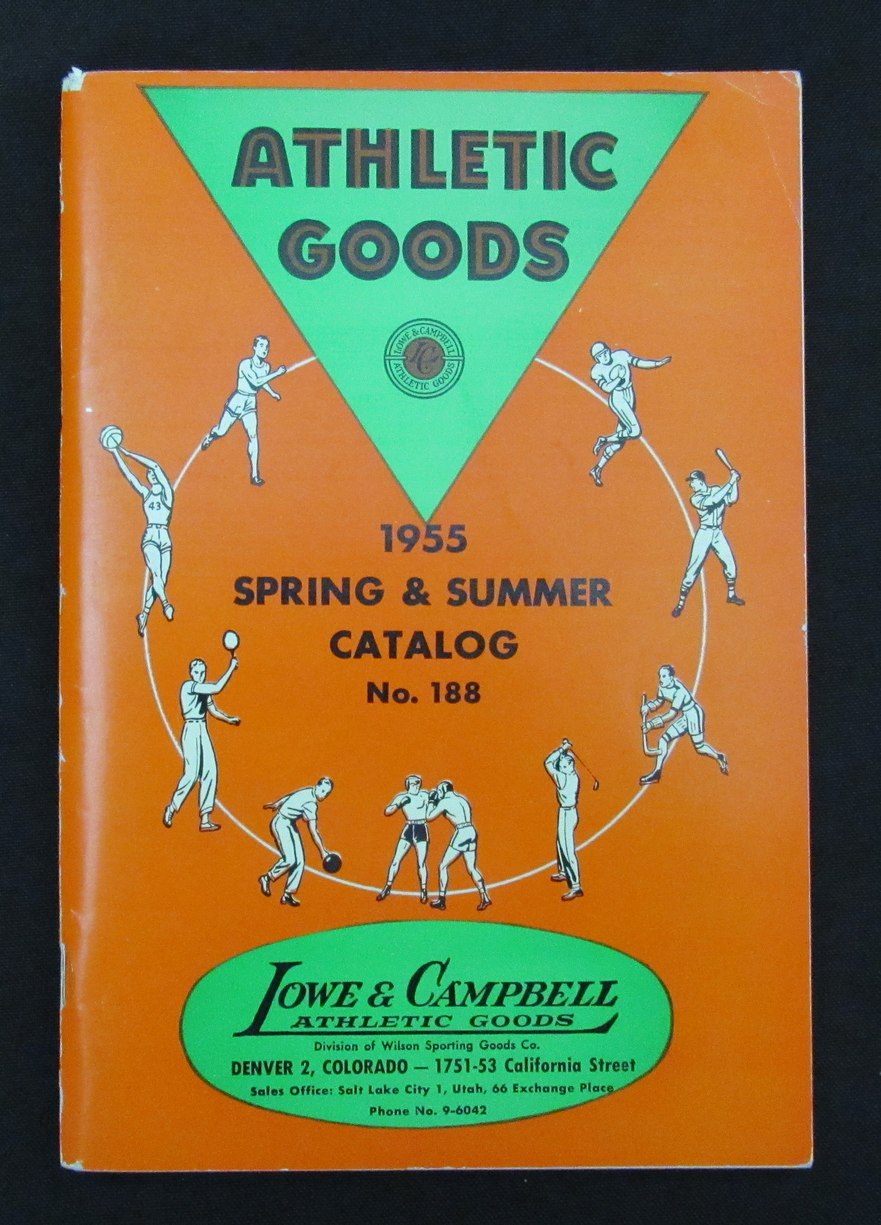 ATHLETIC
GOODS
LOWE & CAMPBELL
LC
ATHLETIC GOODS
43
1955
SPRING & SUMMER
CATALOG
No. 188
LOWE & CAMPBELL
ATHLETIC GOODS
Division of Wilson Sporting Goods Co.
DENVER 2, COLORADO — 1751-53 California Street
Sales Office: Salt Lake City 1, Utah, 66 Exchange Place
Phone No. 9-6042